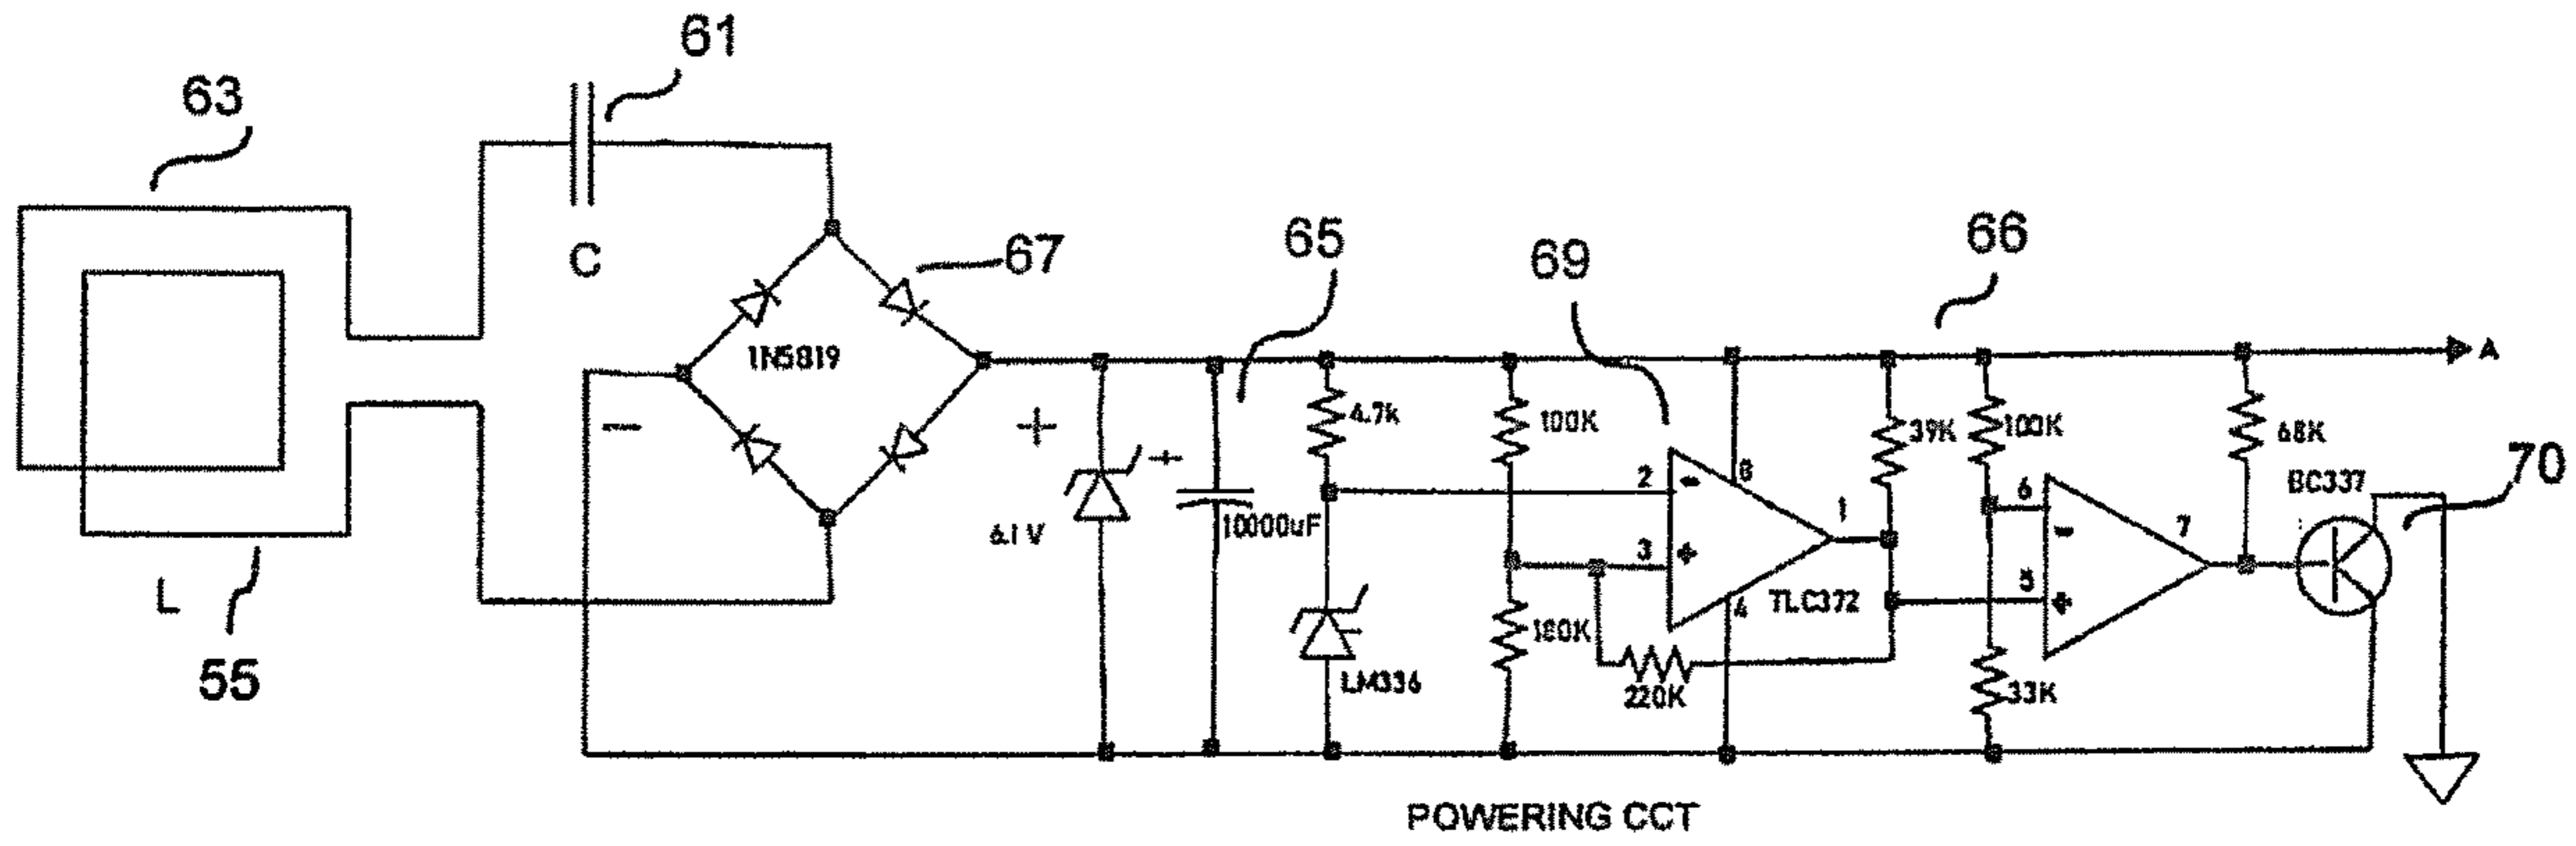 61
63
C
67
65
69
66
A
1N5819
4.7k
100K
39K
100K
68K
BC337
70
-
+
+
6.1 V
10000uF
2
-
8
1
6
-
7
3
+
4
TLC372
5
+
180K
LM336
220K
33K
L
55
POWERING CCT